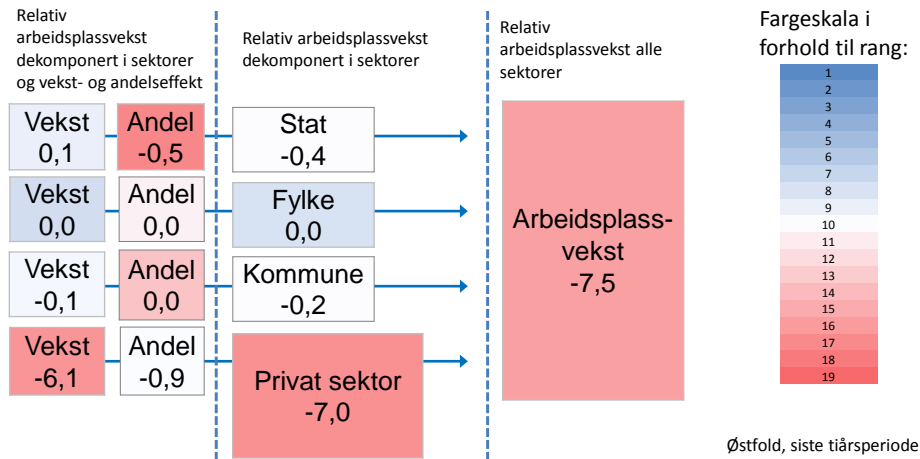 Relativ
arbeidsplassvekst
dekomponert i sektorer
og vekst- og andelseffekt
Relativ arbeidsplassvekst
dekomponert i sektorer
Relativ
arbeidsplassvekst alle
sektorer
Fargeskala i
forhold til rang:
Vekst
0,1
Andel
-0,5
Stat
-0,4
Vekst
0,0
Andel
0,0
Fylke
0,0
Vekst
-0,1
Andel
0,0
Kommune
-0,2
Vekst
-6,1
Andel
-0,9
Privat sektor
-7,0
Arbeidsplass-
vekst
-7,5
1
2
3
4
5
6
7
8
9
10
11
12
13
14
15
16
17
18
19
Østfold, siste tiårsperiode